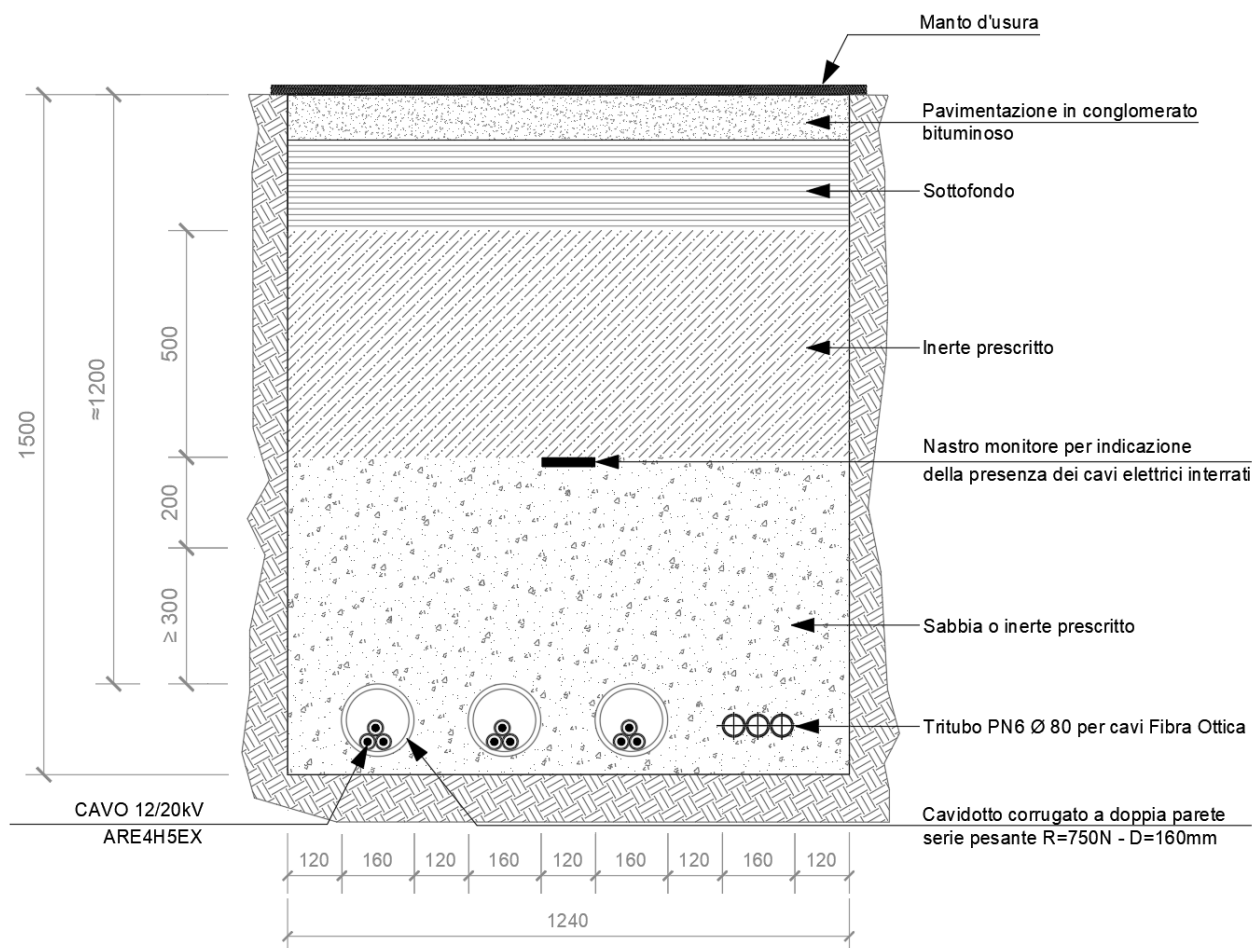 Manto d'usura
Pavimentazione in conglomerato
bituminoso
Sottofondo
Inerte prescritto
Nastro monitore per indicazione
della presenza dei cavi elettrici interrati
Sabbia o inerte prescritto
Tritubo PN6 Ø 80 per cavi Fibra Ottica
Cavidotto corrugato a doppia parete
serie pesante R=750N - D=160mm
CAVO 12/20kV
ARE4H5EX
1500
≈1200
500
200
≥ 300
120 160 120 160 120 160 120 160 120
1240